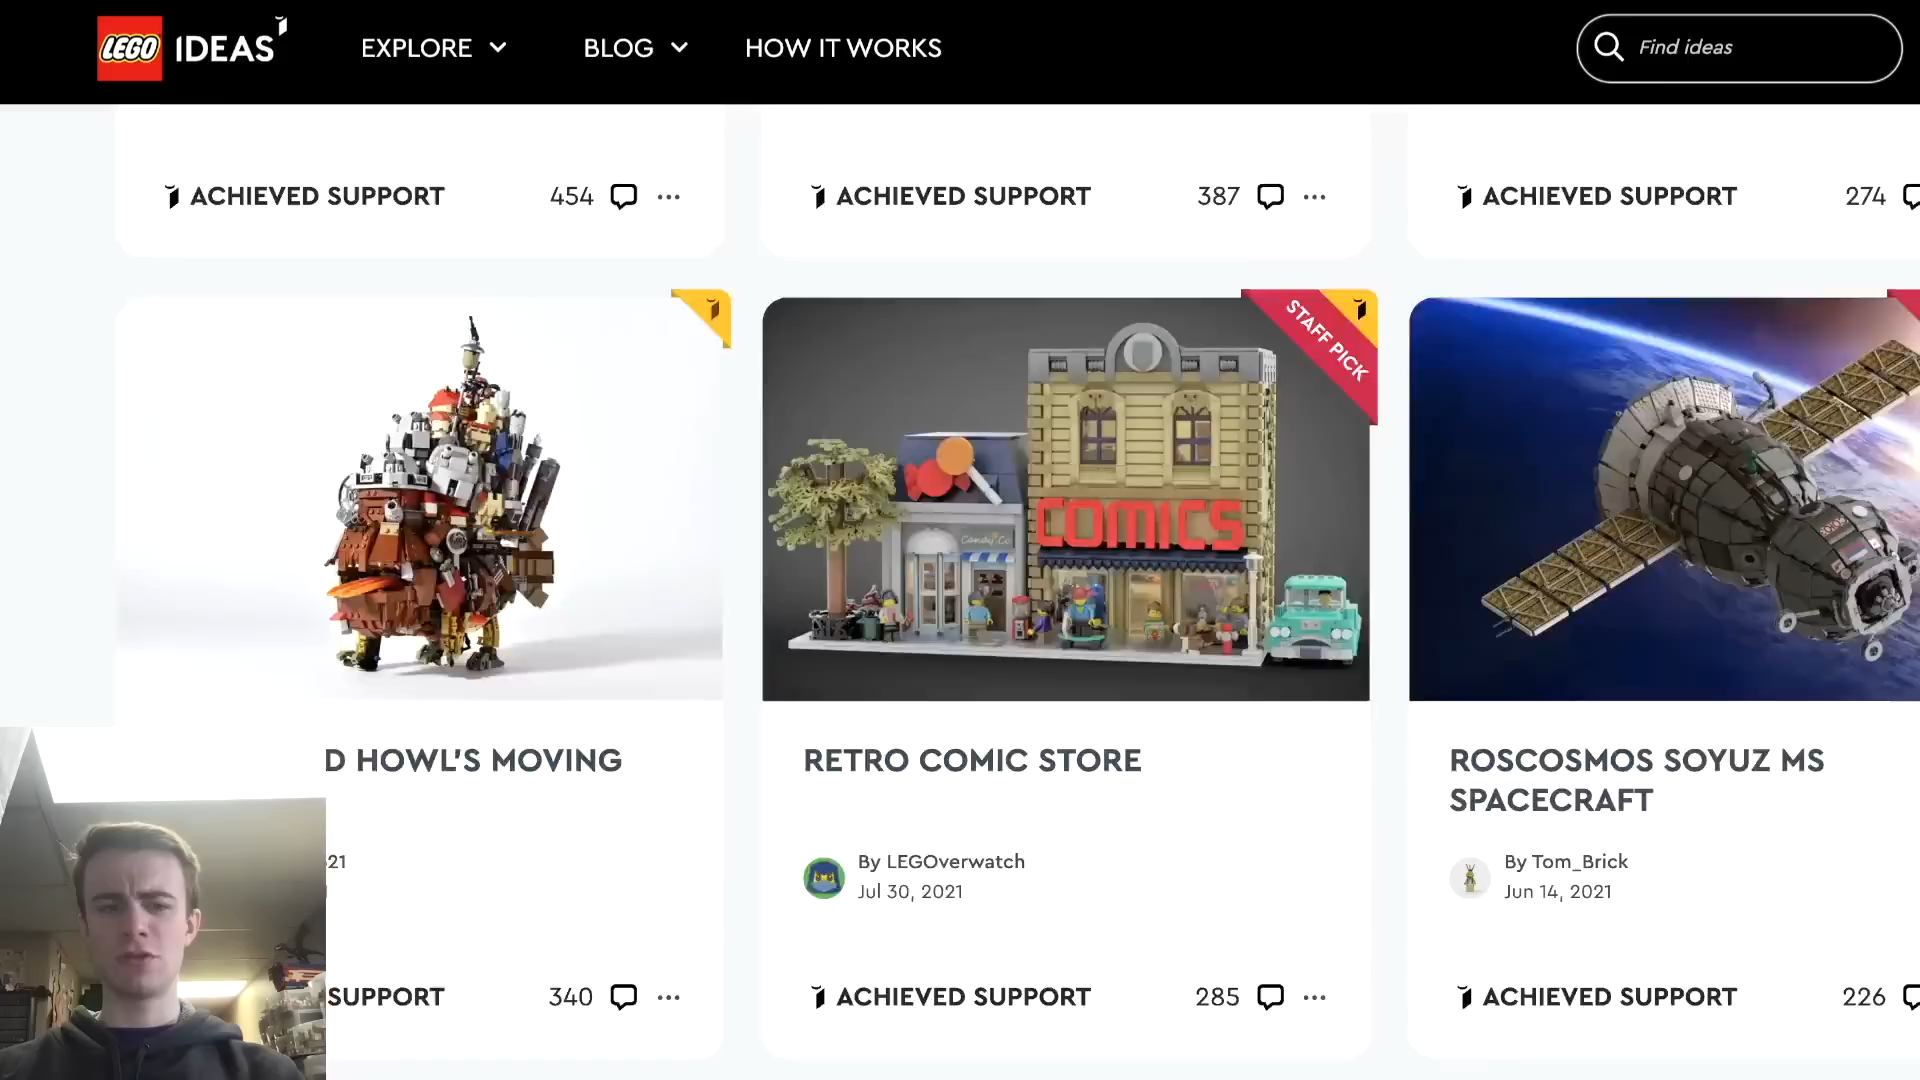 LEGO IDEAS
EXPLORE
BLOG
HOW IT WORKS
Find ideas
ACHIEVED SUPPORT 454
ACHIEVED SUPPORT 387
ACHIEVED SUPPORT 274
STAFF PICK
Candy Co
COMICS
D HOWL'S MOVING
RETRO COMIC STORE
ROSCOSMOS SOYUZ MS
SPACECRAFT
21
By LEGOverwatch
Jul 30, 2021
By Tom_Brick
Jun 14, 2021
SUPPORT 340
ACHIEVED SUPPORT 285
ACHIEVED SUPPORT 226